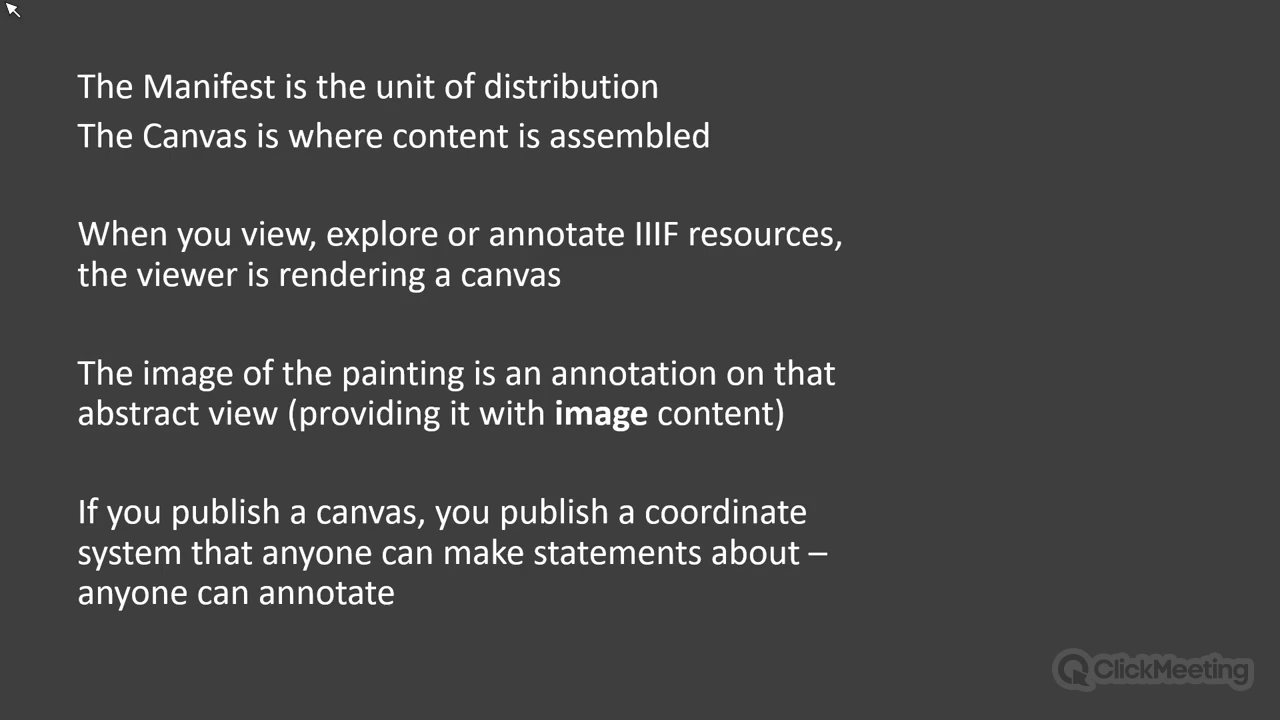 The Manifest is the unit of distribution
The Canvas is where content is assembled
When you view, explore or annotate IIIF resources,
the viewer is rendering a canvas
The image of the painting is an annotation on that
abstract view (providing it with image content)
If you publish a canvas, you publish a coordinate
system that anyone can make statements about –
anyone can annotate
ClickMeeting